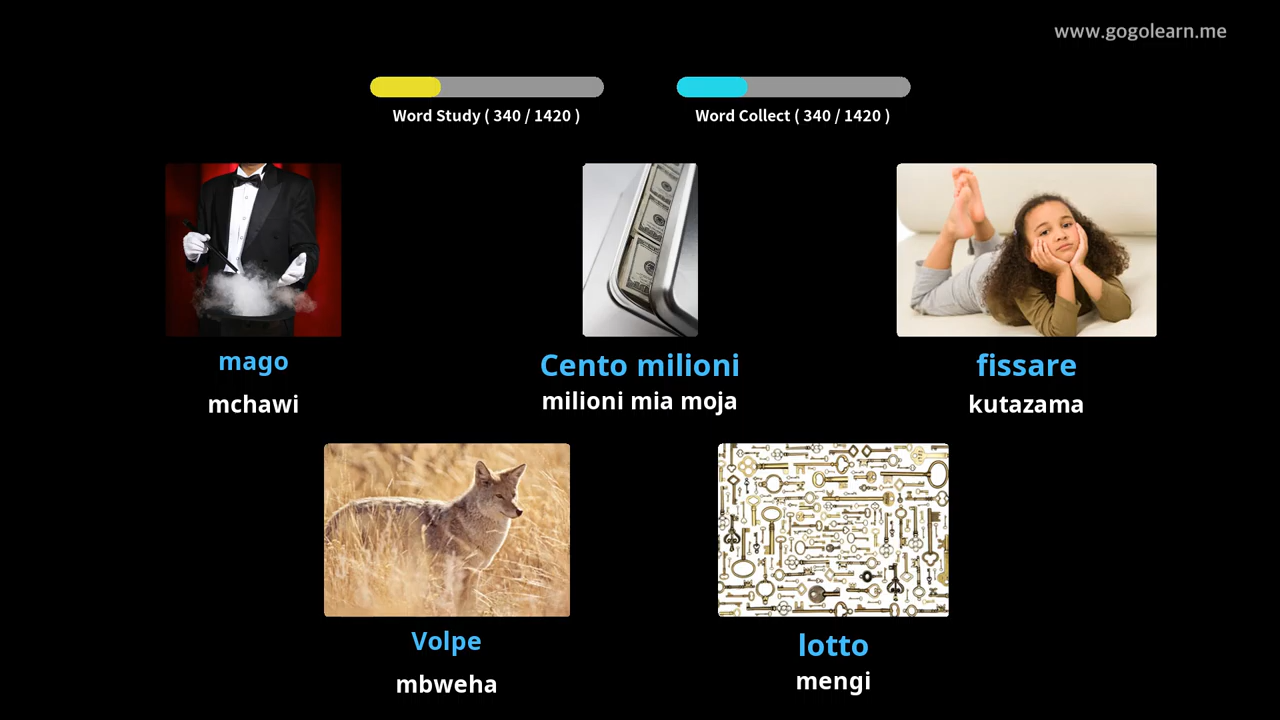 www.gogolearn.me
Word Study ( 340 / 1420 )
Word Collect ( 340 / 1420 )
mago
mchawi
Cento milioni
milioni mia moja
fissare
kutazama
Volpe
mbweha
lotto
mengi